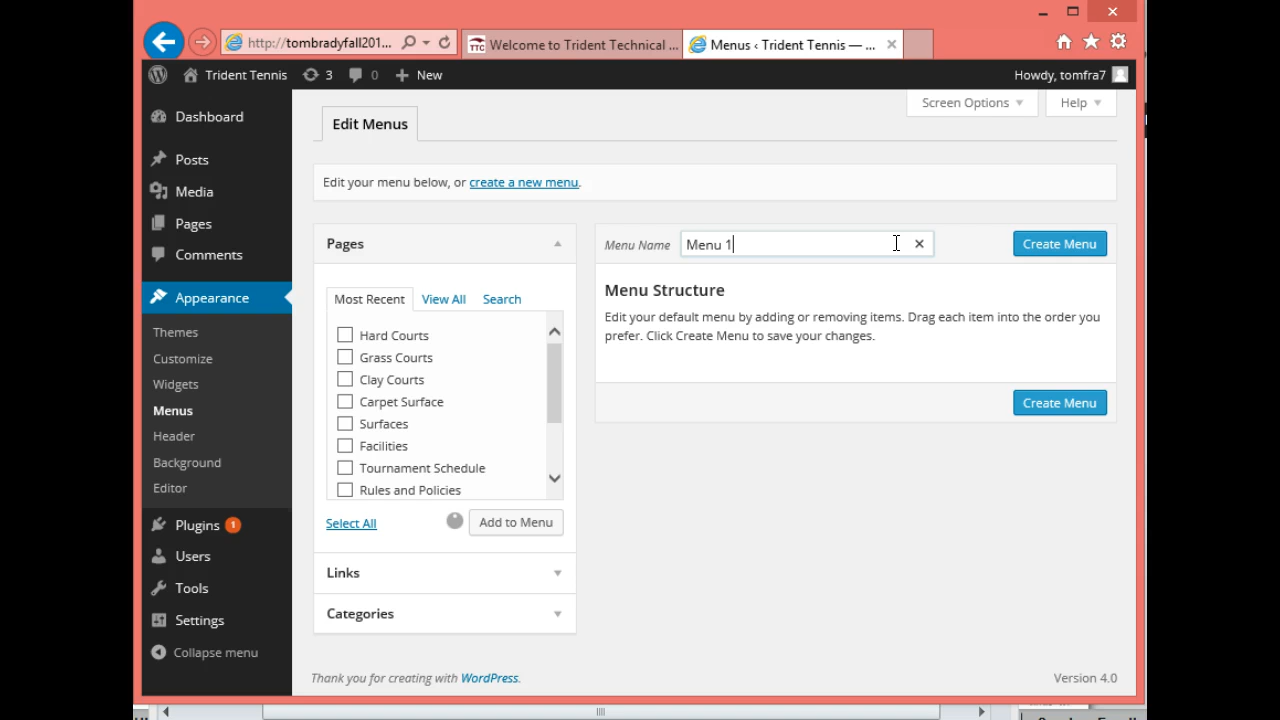 http://tombradyfall201...
Welcome to Trident Technical ...
Menus ‹ Trident Tennis — ...
Trident Tennis
3
0
New
Howdy, tomfra7
Screen Options
Help
Dashboard
Posts
Media
Pages
Comments
Appearance
Themes
Customize
Widgets
Menus
Header
Background
Editor
Plugins 1
Users
Tools
Settings
Collapse menu
Edit Menus
Edit your menu below, or create a new menu.
Pages
Most Recent
View All
Search
Hard Courts
Grass Courts
Clay Courts
Carpet Surface
Surfaces
Facilities
Tournament Schedule
Rules and Policies
Select All
Add to Menu
Links
Categories
Menu Name
Menu 1
Create Menu
Menu Structure
Edit your default menu by adding or removing items. Drag each item into the order you
prefer. Click Create Menu to save your changes.
Create Menu
Thank you for creating with WordPress.
Version 4.0